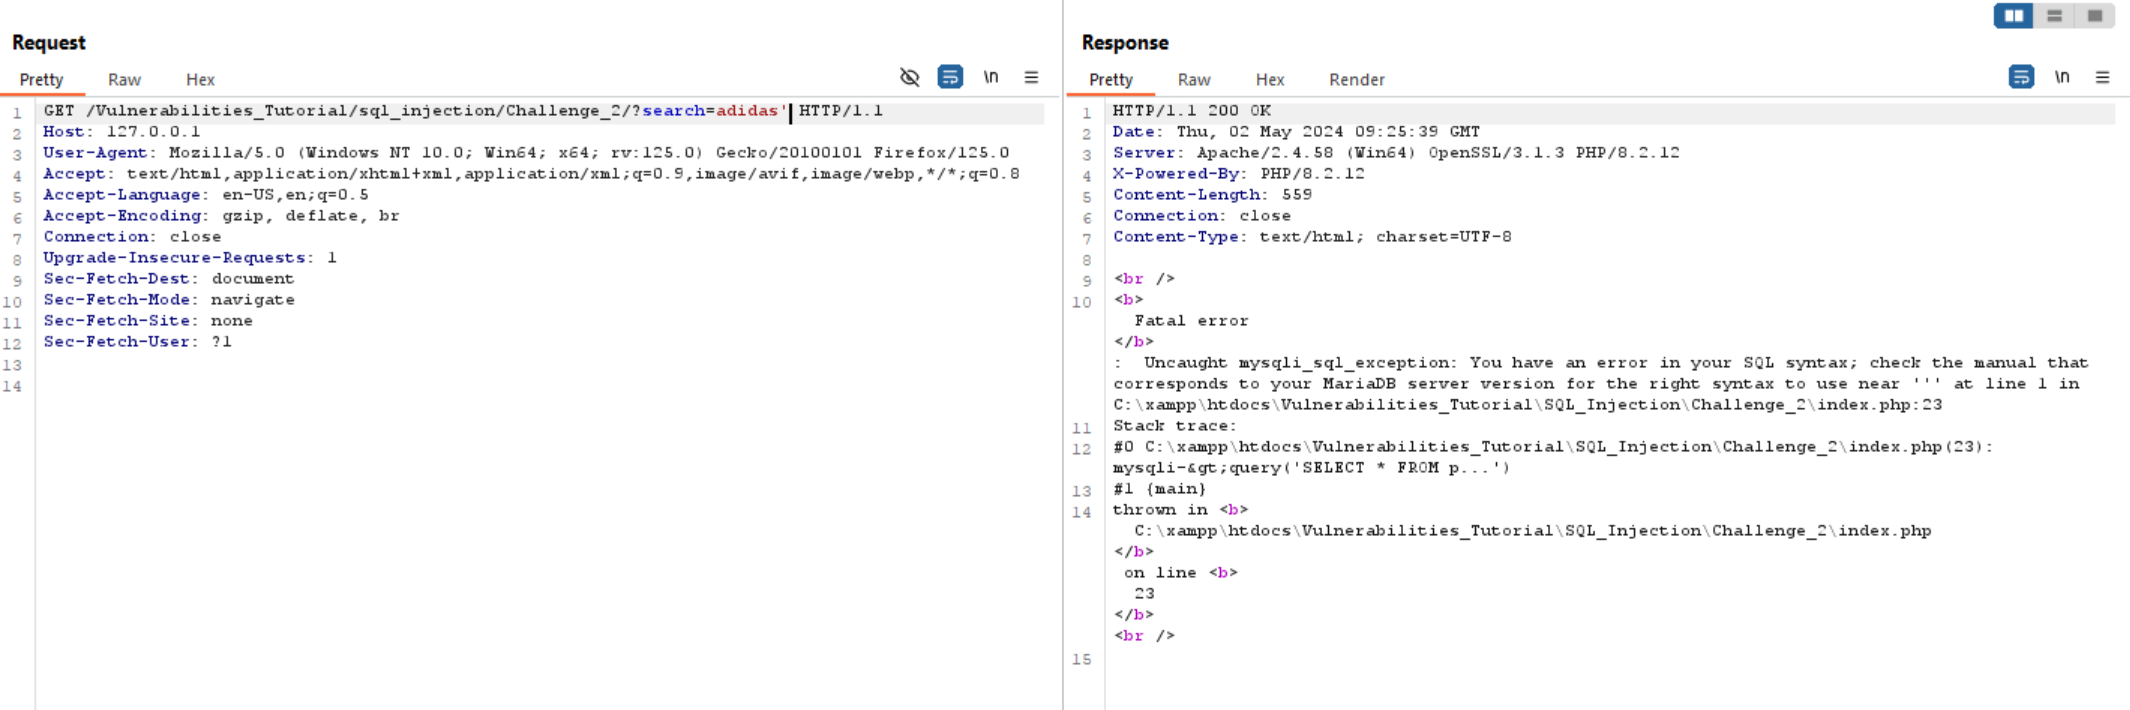 Request
Pretty Raw Hex
\n
1 GET /Vulnerabilities_Tutorial/sql_injection/Challenge_2/?search=adidas' HTTP/1.1
2 Host: 127.0.0.1
3 User-Agent: Mozilla/5.0 (Windows NT 10.0; Win64; x64; rv:125.0) Gecko/20100101 Firefox/125.0
4 Accept: text/html,application/xhtml+xml,application/xml;q=0.9,image/avif,image/webp,*/*;q=0.8
5 Accept-Language: en-US,en;q=0.5
6 Accept-Encoding: gzip, deflate, br
7 Connection: close
8 Upgrade-Insecure-Requests: 1
9 Sec-Fetch-Dest: document
10 Sec-Fetch-Mode: navigate
11 Sec-Fetch-Site: none
12 Sec-Fetch-User: ?1
13
14
Response
Pretty Raw Hex Render
\n
1 HTTP/1.1 200 OK
2 Date: Thu, 02 May 2024 09:25:39 GMT
3 Server: Apache/2.4.58 (Win64) OpenSSL/3.1.3 PHP/8.2.12
4 X-Powered-By: PHP/8.2.12
5 Content-Length: 559
6 Connection: close
7 Content-Type: text/html; charset=UTF-8
8
9 <br />
10 <b>
Fatal error
</b>
: Uncaught mysqli_sql_exception: You have an error in your SQL syntax; check the manual that
corresponds to your MariaDB server version for the right syntax to use near ''' at line 1 in
C:\xampp\htdocs\Vulnerabilities_Tutorial\SQL_Injection\Challenge_2\index.php:23
11 Stack trace:
12 #0 C:\xampp\htdocs\Vulnerabilities_Tutorial\SQL_Injection\Challenge_2\index.php(23):
mysqli-&gt;query('SELECT * FROM p...')
13 #1 {main}
14 thrown in <b>
C:\xampp\htdocs\Vulnerabilities_Tutorial\SQL_Injection\Challenge_2\index.php
</b>
on line <b>
23
</b>
<br />
15